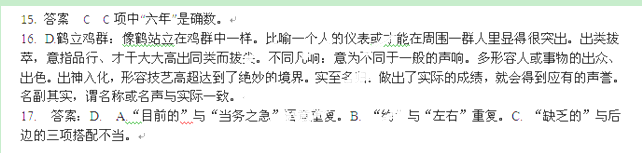 15. 答案 C C 项中“六年”是确数。
16. D.鹤立鸡群：像鹤站立在鸡群中一样。比喻一个人的仪表或才能在周围一群人里显得很突出。出类拔
萃，意指品行、才干大大高出同类而拔尖。不同凡响：意为不同于一般的声响。多形容人或事物的出众、
出色。出神入化，形容技艺高超达到了绝妙的境界。实至名，做出了实际的成绩，就会得到应有的声誉。
名副其实，谓名称或名声与实际一致。
17. 答案：D. A.“目前的”与“当务之急”重复。B. “约”与“左右”重复。C. “缺乏的”与后
边的三项搭配不当。